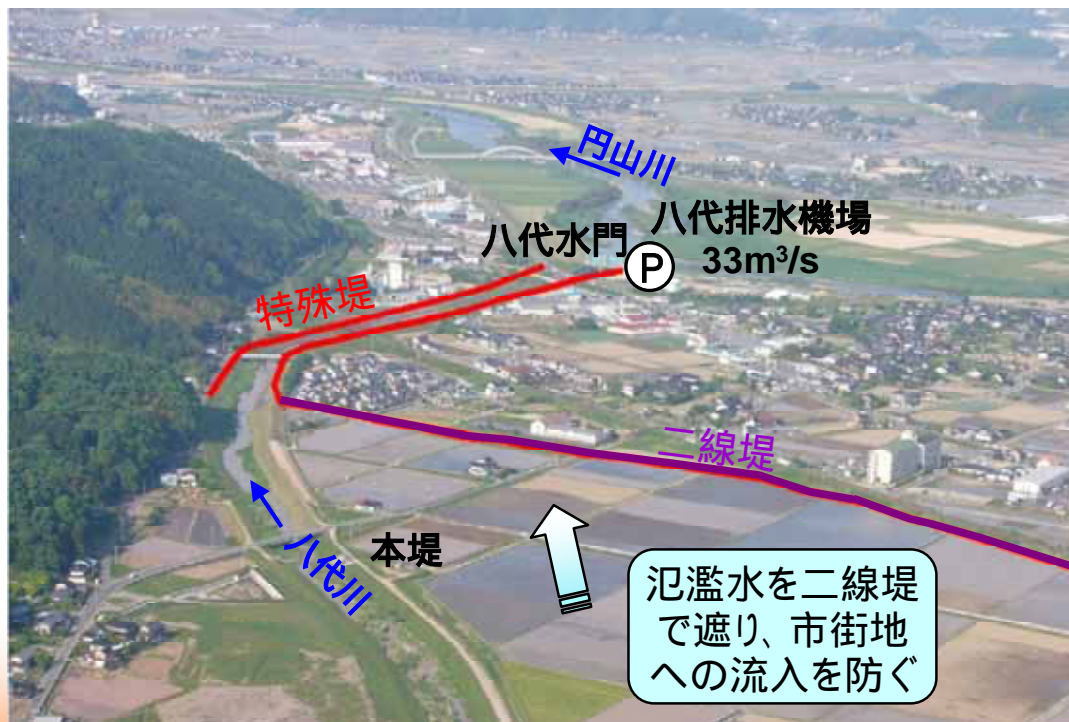 円山川
八代排水機場
33m³/s
八代水門
P
特殊堤
二線堤
八代川
本堤
氾濫水を二線堤
で遮り、市街地
への流入を防ぐ